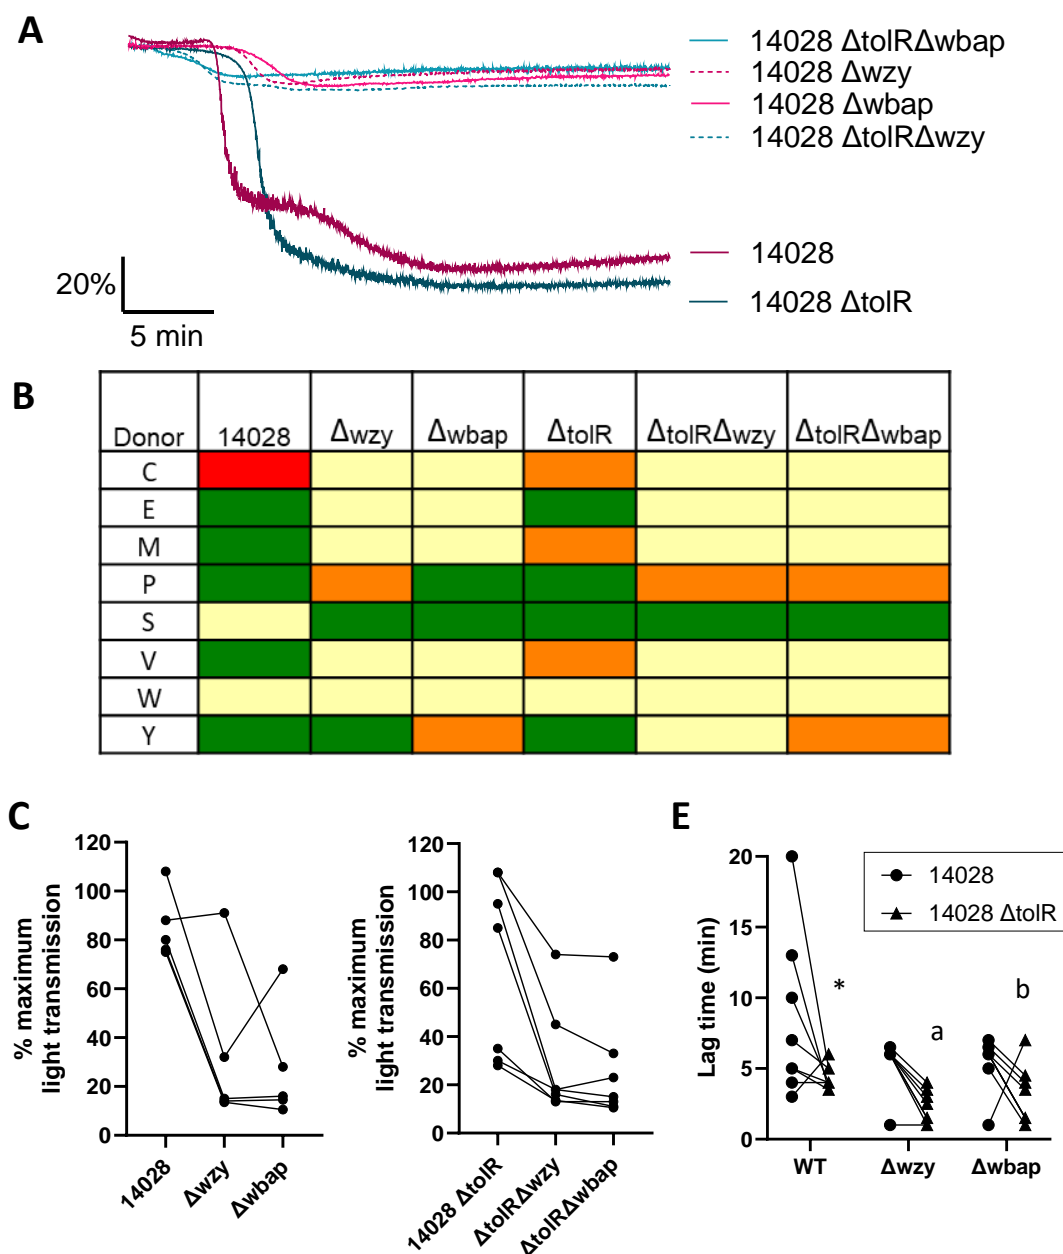 A
14028 ΔtolRΔwbap
14028 Δwzy
14028 Δwbap
14028 ΔtolRΔwzy
14028
14028 ΔtolR
20%
5 min
B
Donor 14028 Δwzy Δwbap ΔtolR ΔtolRΔwzy ΔtolRΔwbap
C
E
M
P
S
V
W
Y
C
% maximum
light transmission
120
100
80
60
40
20
0
14028
Δwzy
Δwbap
% maximum
light transmission
120
100
80
60
40
20
0
14028 ΔtolR
ΔtolRΔwzy
ΔtolRΔwbap
E
Lag time (min)
20
15
10
5
0
14028
14028 ΔtolR
*
a
b
WT
Δwzy
Δwbap